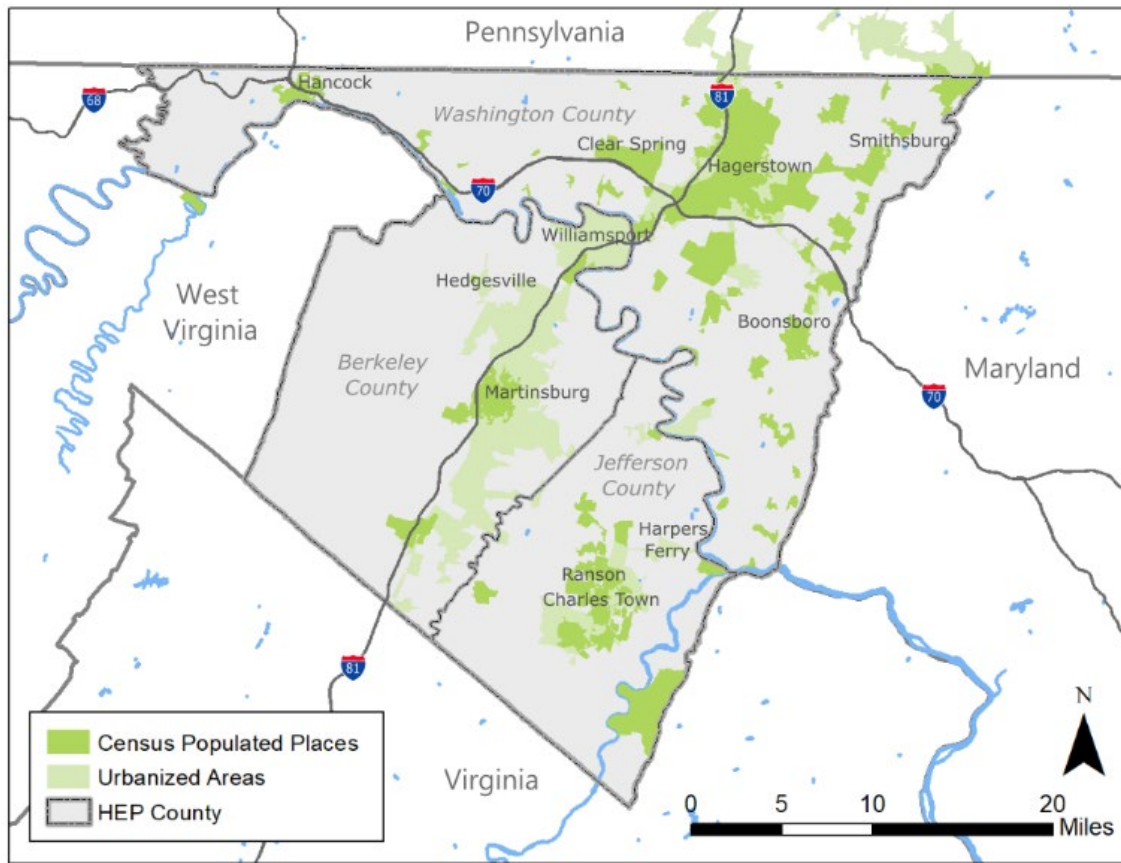 Pennsylvania
Hancock
68
81
Washington County
Clear Spring
Smithsburg
Hagerstown
70
Williamsport
Hedgesville
West
Virginia
Boonsboro
Berkeley
County
Martinsburg
Maryland
70
Jefferson
County
Harpers
Ferry
Ranson
Charles Town
81
N
Census Populated Places
Urbanized Areas
HEP County
Virginia
0 5 10 20
Miles